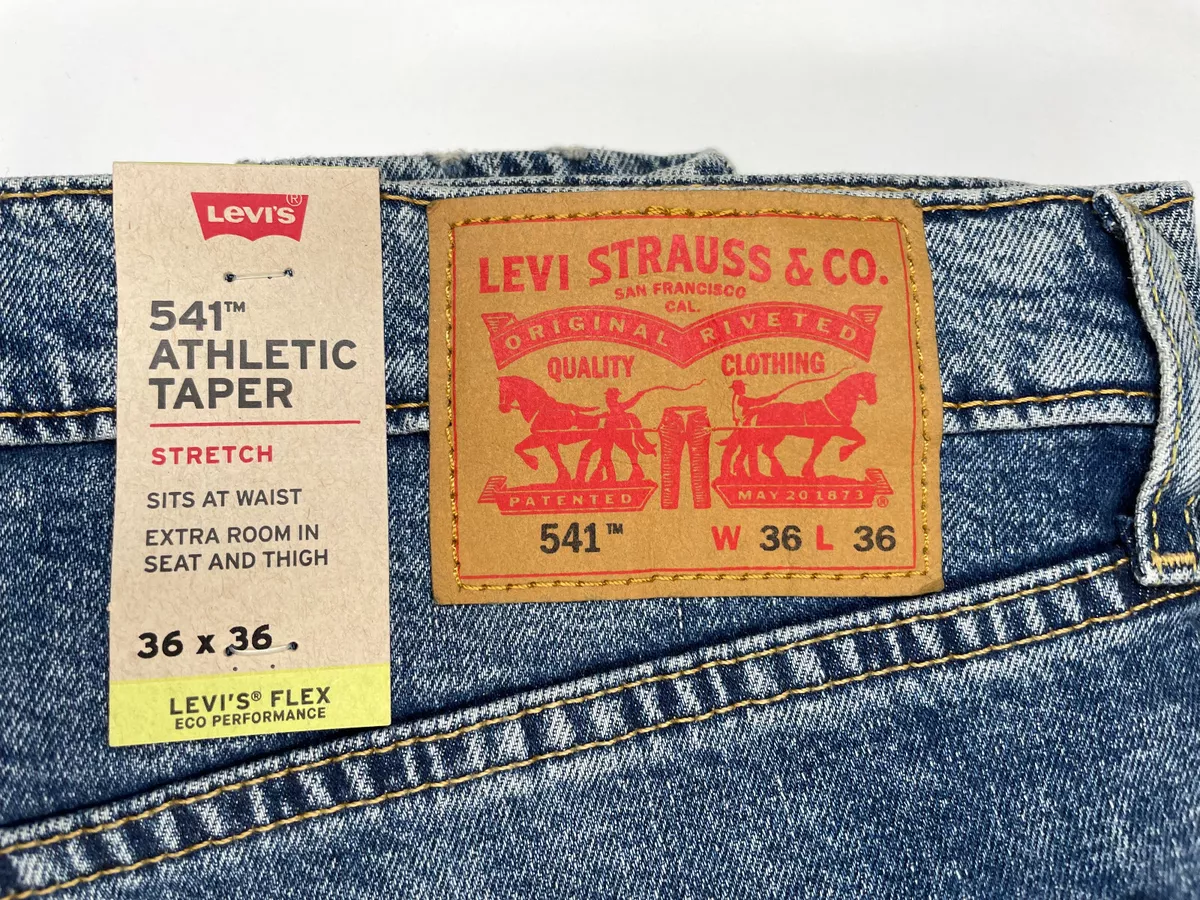 LEVI'S®
541™
ATHLETIC
TAPER
STRETCH
SITS AT WAIST
EXTRA ROOM IN
SEAT AND THIGH
36 x 36
LEVI'S® FLEX
ECO PERFORMANCE
LEVI STRAUSS & CO.
SAN FRANCISCO
CAL.
ORIGINAL RIVETED
QUALITY CLOTHING
PATENTED MAY 20 1873 ®
541™ W 36 L 36